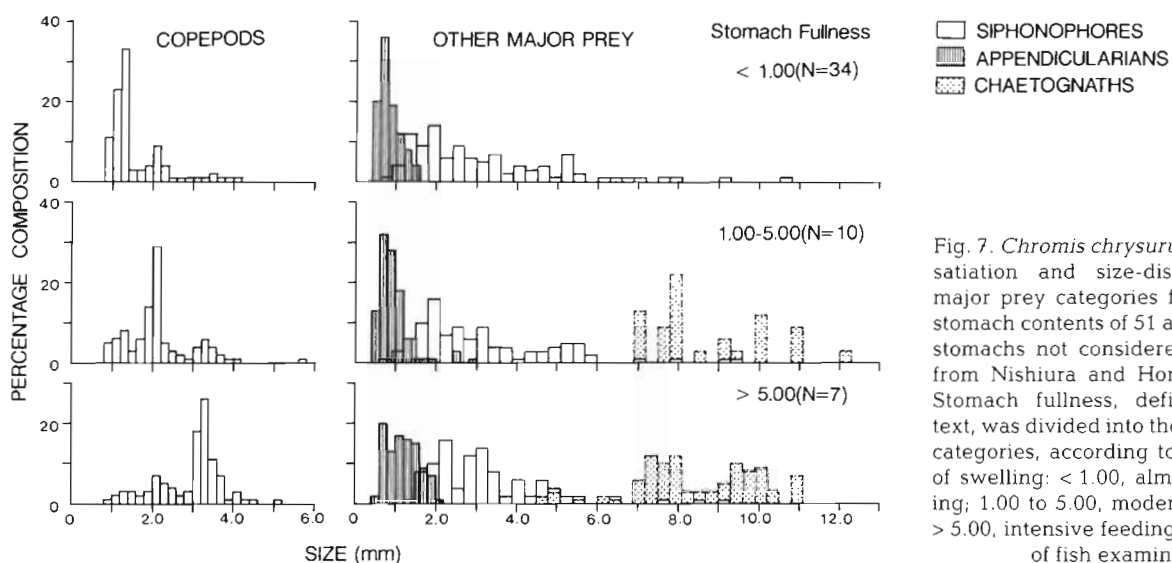 COPEPODS
OTHER MAJOR PREY
Stomach Fullness
< 1.00(N=34)
SIPHONOPHORES
APPENDICULARIANS
CHAETOGNATHS
PERCENTAGE COMPOSITION
40
20
0
40
20
0
1.00-5.00(N=10)
20
0
> 5.00(N=7)
0 2.0 4.0 6.0
0 2.0 4.0 6.0 8.0 10.0 12.0
SIZE (mm)
Fig. 7. Chromis chrysuru
satiation and size-dis
major prey categories f
stomach contents of 51 a
stomachs not considere
from Nishiura and Hor
Stomach fullness, defi
text, was divided into the
categories, according to
of swelling: < 1.00, alm
ing; 1.00 to 5.00, moder
> 5.00, intensive feeding
of fish examin